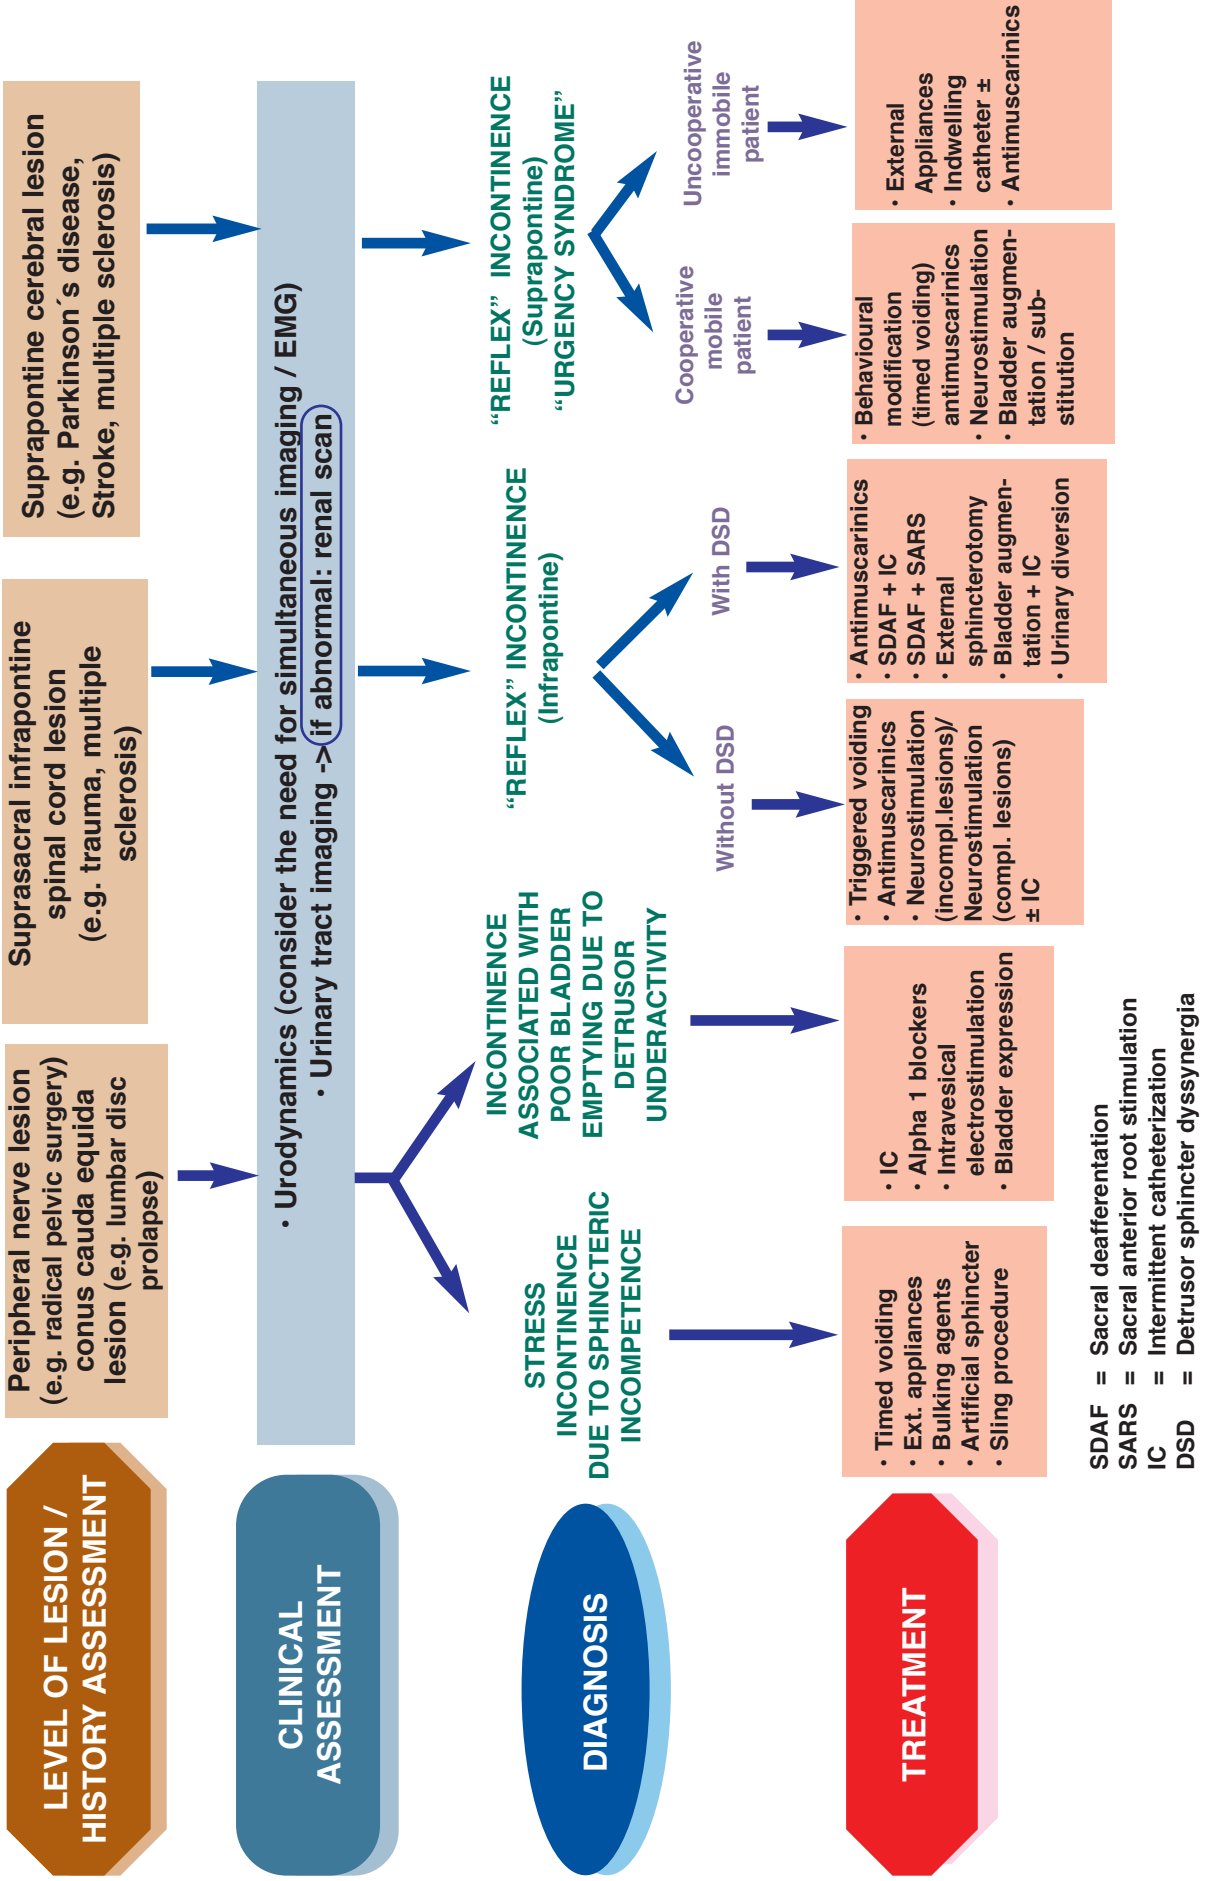 LEVEL OF LESION /
HISTORY ASSESSMENT
Peripheral nerve lesion
(e.g. radical pelvic surgery)
conus cauda equida
lesion (e.g. lumbar disc
prolapse)
Suprasacral infrapontine
spinal cord lesion
(e.g. trauma, multiple
sclerosis)
Suprapontine cerebral lesion
(e.g. Parkinson´s disease,
Stroke, multiple sclerosis)
CLINICAL
ASSESSMENT
• Urodynamics (consider the need for simultaneous imaging / EMG)
• Urinary tract imaging -> if abnormal: renal scan
DIAGNOSIS
STRESS
INCONTINENCE
DUE TO SPHINCTERIC
INCOMPETENCE
INCONTINENCE
ASSOCIATED WITH
POOR BLADDER
EMPTYING DUE TO
DETRUSOR
UNDERACTIVITY
“REFLEX” INCONTINENCE
(Infrapontine)
Without DSD
With DSD
“REFLEX” INCONTINENCE
(Suprapontine)
“URGENCY SYNDROME”
Cooperative
mobile
patient
Uncooperative
immobile
patient
TREATMENT
• Timed voiding
• Ext. appliances
• Bulking agents
• Artificial sphincter
• Sling procedure
• IC
• Alpha 1 blockers
• Intravesical
electrostimulation
• Bladder expression
• Triggered voiding
• Antimuscarinics
• Neurostimulation
(incompl.lesions)/
Neurostimulation
(compl. lesions)
± IC
• Antimuscarinics
• SDAF + IC
• SDAF + SARS
• External
sphincterotomy
• Bladder augmen-
tation + IC
• Urinary diversion
• Behavioural
modification
(timed voiding)
antimuscarinics
• Neurostimulation
• Bladder augmen-
tation / sub-
stitution
• External
Appliances
• Indwelling
catheter ±
• Antimuscarinics
SDAF = Sacral deafferentation
SARS = Sacral anterior root stimulation
IC = Intermittent catheterization
DSD = Detrusor sphincter dyssynergia